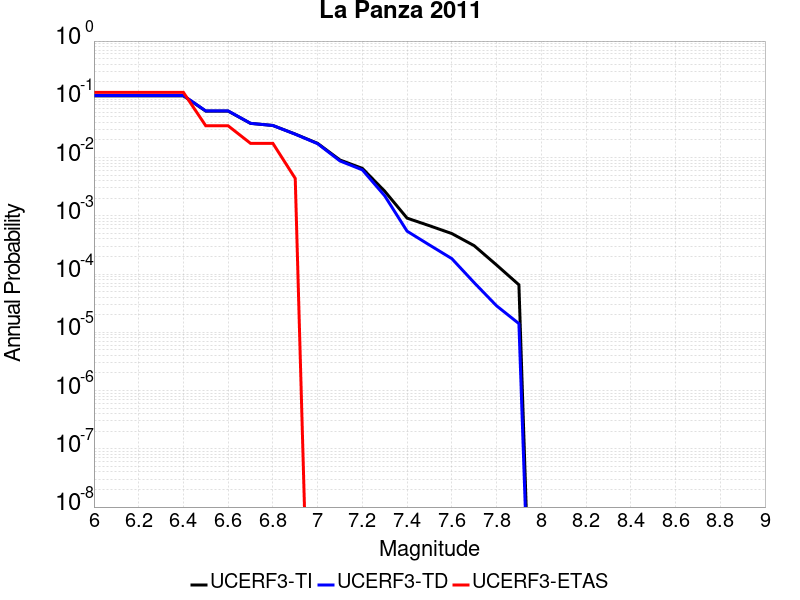 La Panza 2011
10^0
10^-1
10^-2
10^-3
10^-4
10^-5
10^-6
10^-7
10^-8
Annual Probability
6 6.2 6.4 6.6 6.8 7 7.2 7.4 7.6 7.8 8 8.2 8.4 8.6 8.8 9
Magnitude
UCERF3-TI UCERF3-TD UCERF3-ETAS